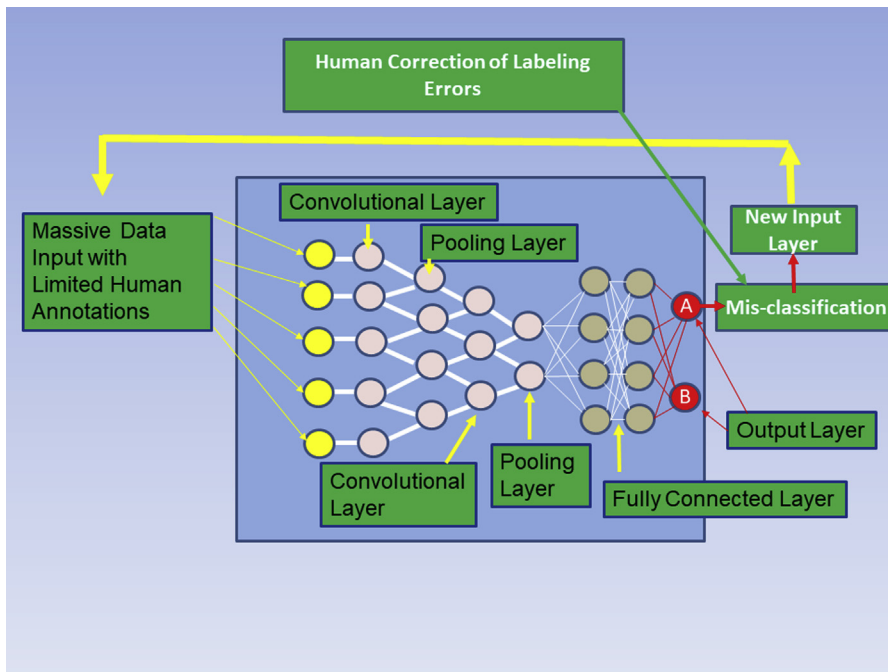 Human Correction of Labeling
Errors
Convolutional Layer
New Input
Layer
Massive Data
Input with
Limited Human
Annotations
Pooling Layer
Mis-classification
A
B
Output Layer
Convolutional
Layer
Pooling
Layer
Fully Connected Layer